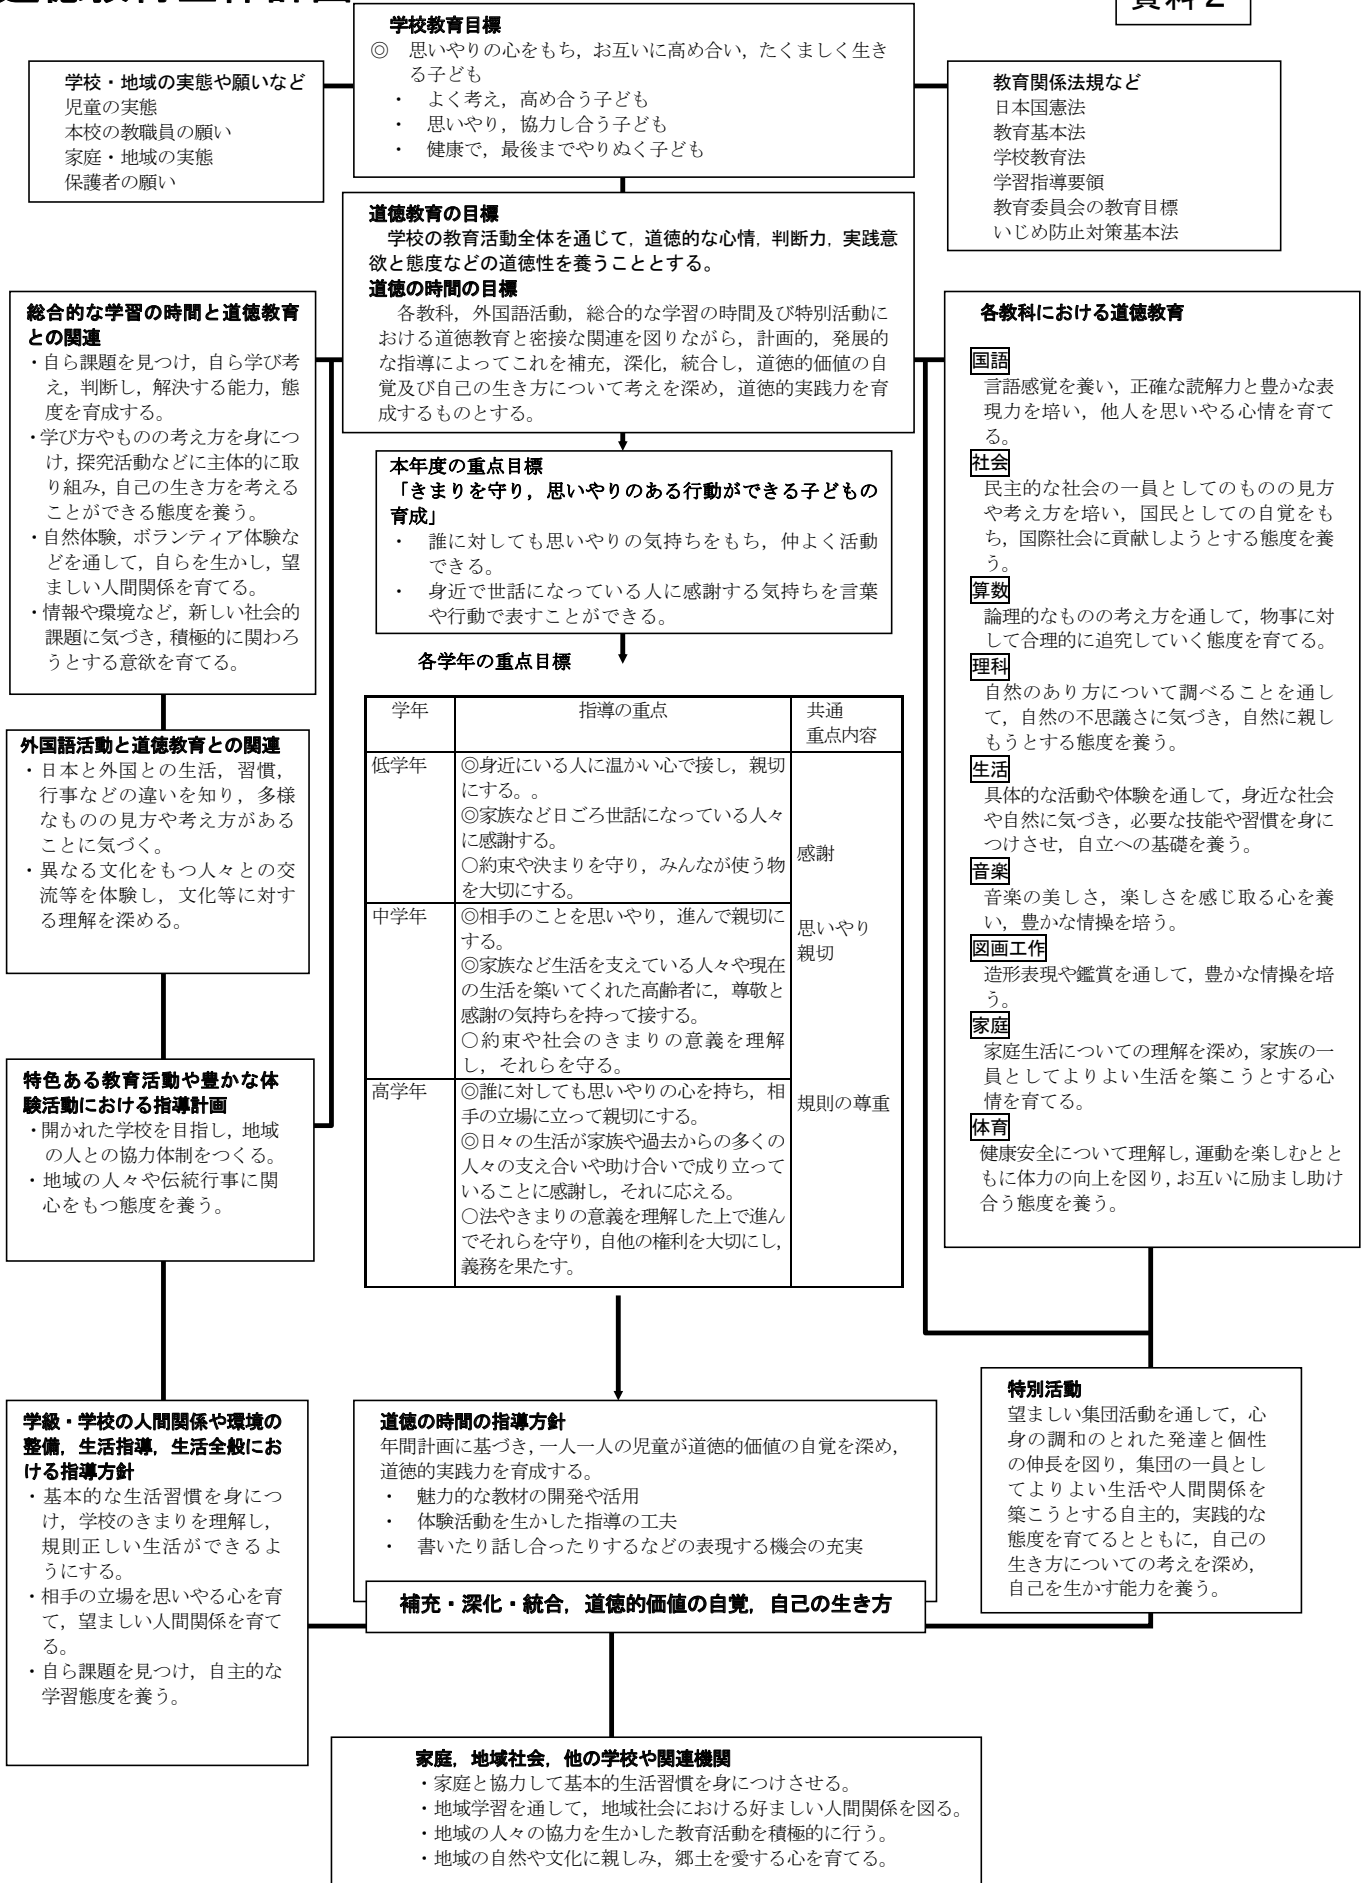 道徳教育全体計画
資料２
学校教育目標
◎　思いやりの心をもち，お互いに高め合い，たくましく生き
る子ども
・　よく考え，高め合う子ども
・　思いやり，協力し合う子ども
・　健康で，最後までやりぬく子ども
学校・地域の実態や願いなど
児童の実態
本校の教職員の願い
家庭・地域の実態
保護者の願い
教育関係法規など
日本国憲法
教育基本法
学校教育法
学習指導要領
教育委員会の教育目標
いじめ防止対策基本法
道徳教育の目標
学校の教育活動全体を通じて，道徳的な心情，判断力，実践意
欲と態度などの道徳性を養うこととする。
道徳の時間の目標
各教科，外国語活動，総合的な学習の時間及び特別活動に
おける道徳教育と密接な関連を図りながら，計画的，発展的
な指導によってこれを補充，深化，統合し，道徳的価値の自
覚及び自己の生き方について考えを深め，道徳的実践力を育
成するものとする。
総合的な学習の時間と道徳教育
との関連
・自ら課題を見つけ，自ら学び考
え，判断し，解決する能力，態
度を育成する。
・学び方やものの考え方を身につ
け，探究活動などに主体的に取
り組み，自己の生き方を考える
ことができる態度を養う。
・自然体験，ボランティア体験な
どを通して，自らを生かし，望
ましい人間関係を育てる。
・情報や環境など，新しい社会的
課題に気づき，積極的に関わろ
うとする意欲を育てる。
本年度の重点目標
「きまりを守り，思いやりのある行動ができる子どもの
育成」
・　誰に対しても思いやりの気持ちをもち，仲よく活動
できる。
・　身近で世話になっている人に感謝する気持ちを言葉
や行動で表すことができる。
各学年の重点目標
学年　指導の重点　共通
重点内容
低学年　◎身近にいる人に温かい心で接し，親切
にする。。
◎家族など日ごろ世話になっている人々
に感謝する。
○約束や決まりを守り，みんなが使う物
を大切にする。
感謝
中学年　◎相手のことを思いやり，進んで親切に
する。
◎家族など生活を支えている人々や現在
の生活を築いてくれた高齢者に，尊敬と
感謝の気持ちを持って接する。
○約束や社会のきまりの意義を理解
し，それらを守る。
思いやり
親切
高学年　◎誰に対しても思いやりの心を持ち，相
手の立場に立って親切にする。
◎日々の生活が家族や過去からの多くの
人々の支え合いや助け合いで成り立って
いることに感謝し，それに応える。
○法やきまりの意義を理解した上で進ん
でそれらを守り，自他の権利を大切にし，
義務を果たす。
規則の尊重
各教科における道徳教育
国語
言語感覚を養い，正確な読解力と豊かな表
現力を培い，他人を思いやる心情を育て
る。
社会
民主的な社会の一員としてのものの見方
や考え方を培い，国民としての自覚をも
ち，国際社会に貢献しようとする態度を養
う。
算数
論理的なものの考え方を通して，物事に対
して合理的に追究していく態度を育てる。
理科
自然のあり方について調べることを通し
て，自然の不思議さに気づき，自然に親し
もうとする態度を養う。
生活
具体的な活動や体験を通して，身近な社会
や自然に気づき，必要な技能や習慣を身に
つけさせ，自立への基礎を養う。
音楽
音楽の美しさ，楽しさを感じ取る心を養
い，豊かな情操を培う。
図画工作
造形表現や鑑賞を通して，豊かな情操を培
う。
家庭
家庭生活についての理解を深め，家族の一
員としてよりよい生活を築こうとする心
情を育てる。
体育
健康安全について理解し，運動を楽しむとと
もに体力の向上を図り，お互いに励まし助け
合う態度を養う。
外国語活動と道徳教育との関連
・日本と外国との生活，習慣，
行事などの違いを知り，多様
なものの見方や考え方がある
ことに気づく。
・異なる文化をもつ人々との交
流等を体験し，文化等に対す
る理解を深める。
特色ある教育活動や豊かな体
験活動における指導計画
・開かれた学校を目指し，地域
の人との協力体制をつくる。
・地域の人々や伝統行事に関
心をもつ態度を養う。
学級・学校の人間関係や環境の
整備，生活指導，生活全般にお
ける指導方針
・基本的な生活習慣を身につ
け，学校のきまりを理解し，
規則正しい生活ができるよ
うにする。
・相手の立場を思いやる心を育
て，望ましい人間関係を育て
る。
・自ら課題を見つけ，自主的な
学習態度を養う。
道徳の時間の指導方針
年間計画に基づき，一人一人の児童が道徳的価値の自覚を深め，
道徳的実践力を育成する。
・　魅力的な教材の開発や活用
・　体験活動を生かした指導の工夫
・　書いたり話し合ったりするなどの表現する機会の充実
補充・深化・統合，道徳的価値の自覚，自己の生き方
特別活動
望ましい集団活動を通して，心
身の調和のとれた発達と個性
の伸長を図り，集団の一員とし
てよりよい生活や人間関係を
築こうとする自主的，実践的な
態度を育てるとともに，自己の
生き方についての考えを深め，
自己を生かす能力を養う。
家庭，地域社会，他の学校や関連機関
・家庭と協力して基本的生活習慣を身につけさせる。
・地域学習を通して，地域社会における好ましい人間関係を図る。
・地域の人々の協力を生かした教育活動を積極的に行う。
・地域の自然や文化に親しみ，郷土を愛する心を育てる。